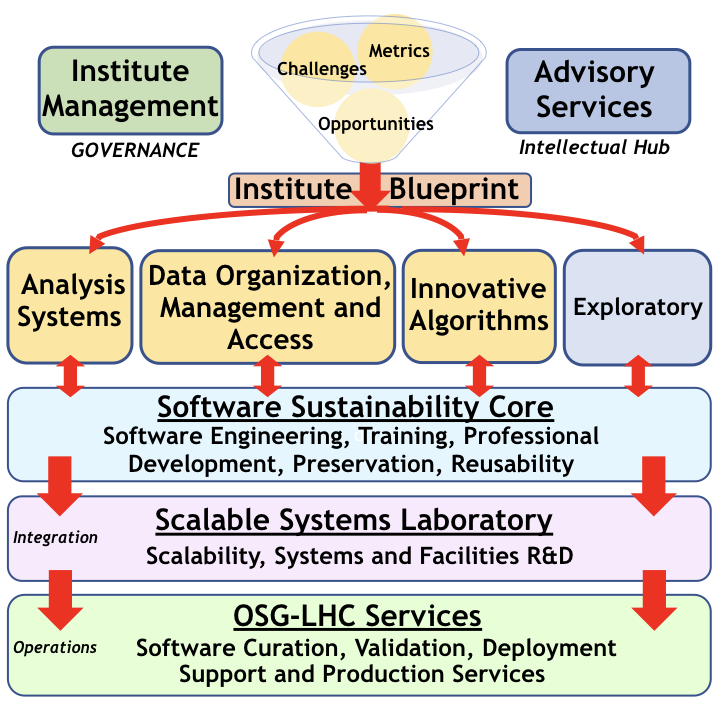 Institute
Management
GOVERNANCE
Challenges
Metrics
Opportunities
Advisory
Services
Intellectual Hub
Institute Blueprint
Analysis
Systems
Data Organization,
Management and
Access
Innovative
Algorithms
Exploratory
Software Sustainability Core
Software Engineering, Training, Professional
Development, Preservation, Reusability
Integration
Scalable Systems Laboratory
Scalability, Systems and Facilities R&D
OSG-LHC Services
Operations
Software Curation, Validation, Deployment
Support and Production Services